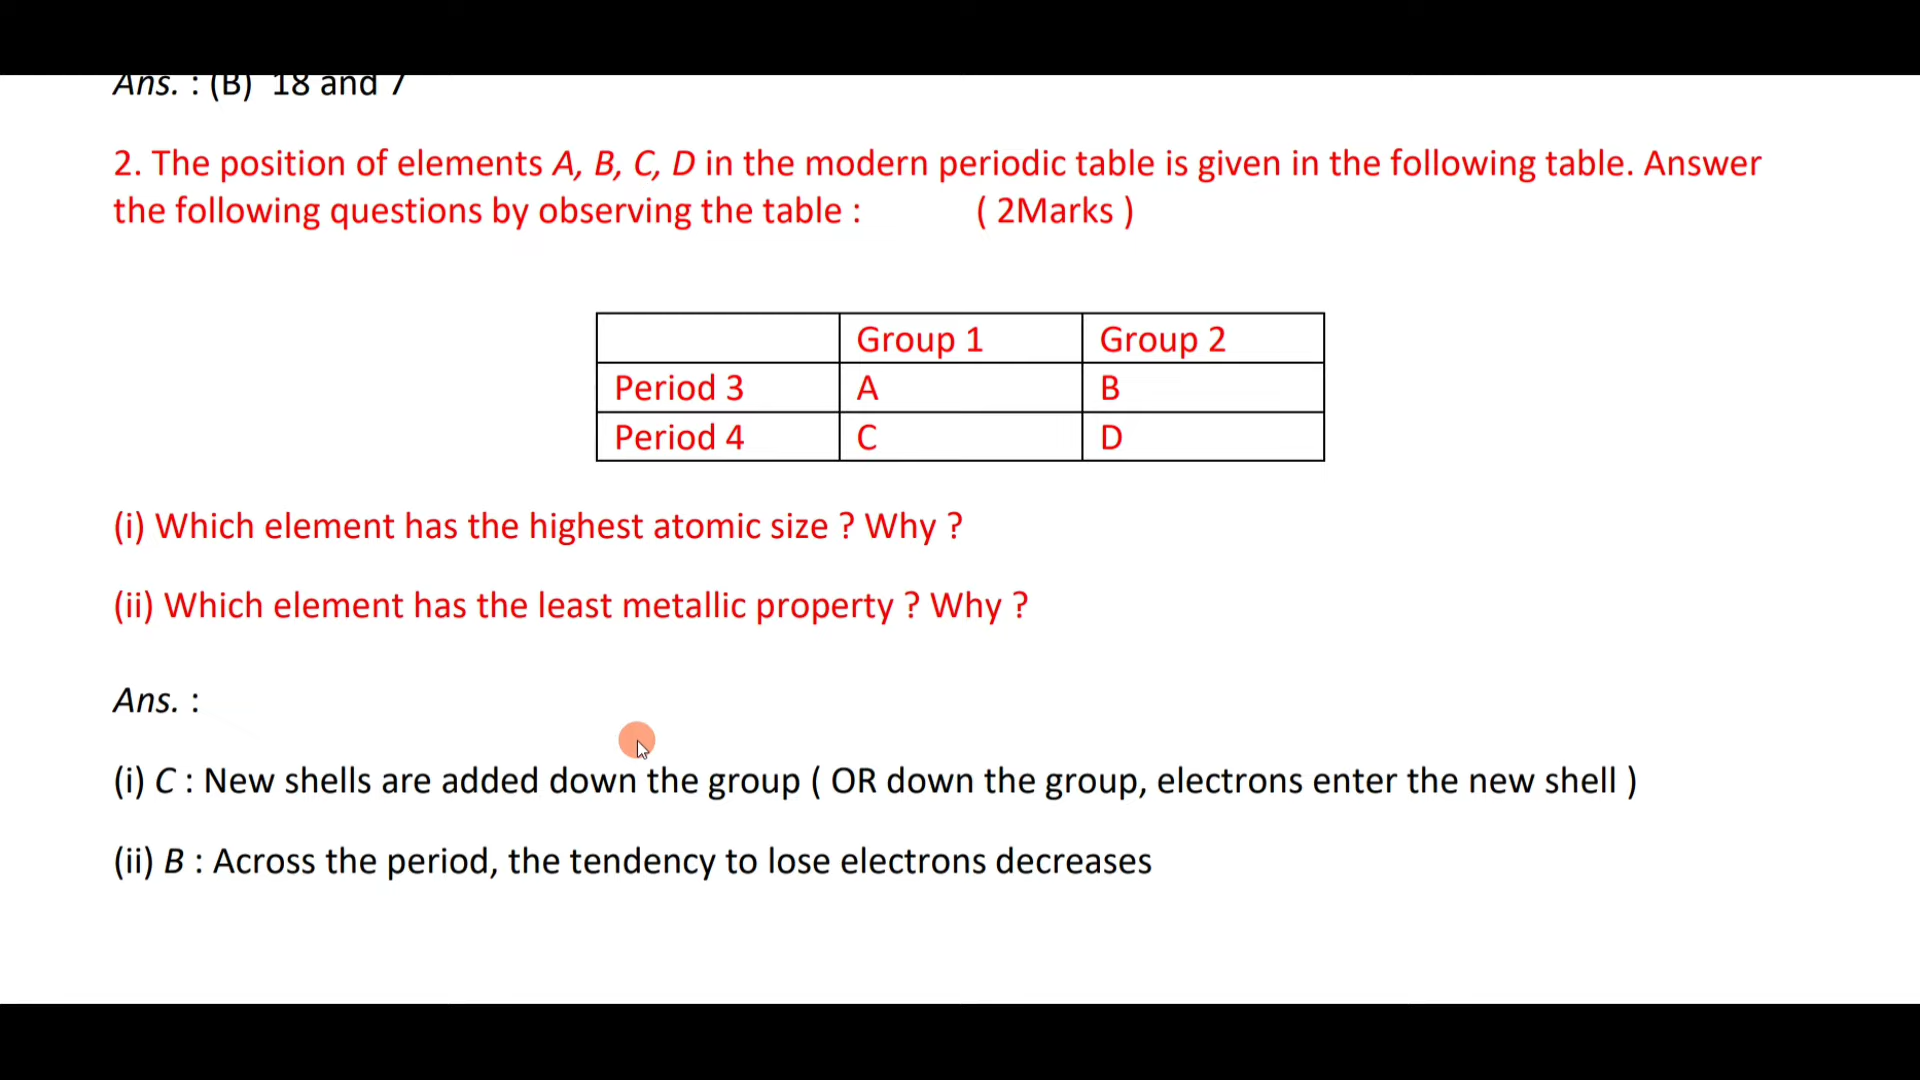 Ans. : (B) 18 and 7
2. The position of elements A, B, C, D in the modern periodic table is given in the following table. Answer
the following questions by observing the table : ( 2Marks )
Group 1 Group 2
Period 3 A B
Period 4 C D
(i) Which element has the highest atomic size ? Why ?
(ii) Which element has the least metallic property ? Why ?
Ans. :
(i) C : New shells are added down the group ( OR down the group, electrons enter the new shell )
(ii) B : Across the period, the tendency to lose electrons decreases